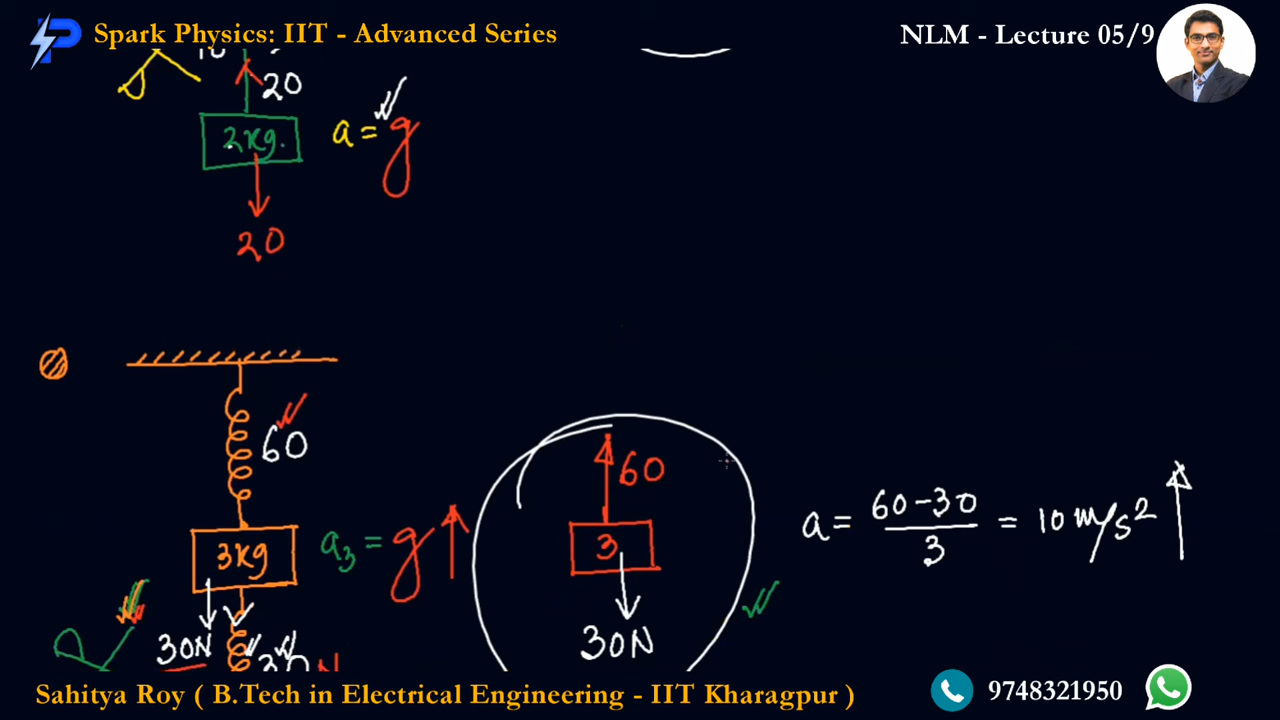 Spark Physics: IIT - Advanced Series
NLM - Lecture 05/9
20
2kg.
a = g
20
60
3kg
a3 = g
30N
60
3
30N
a = 60-30/3 = 10 m/s2
Sahitya Roy ( B.Tech in Electrical Engineering - IIT Kharagpur )
9748321950